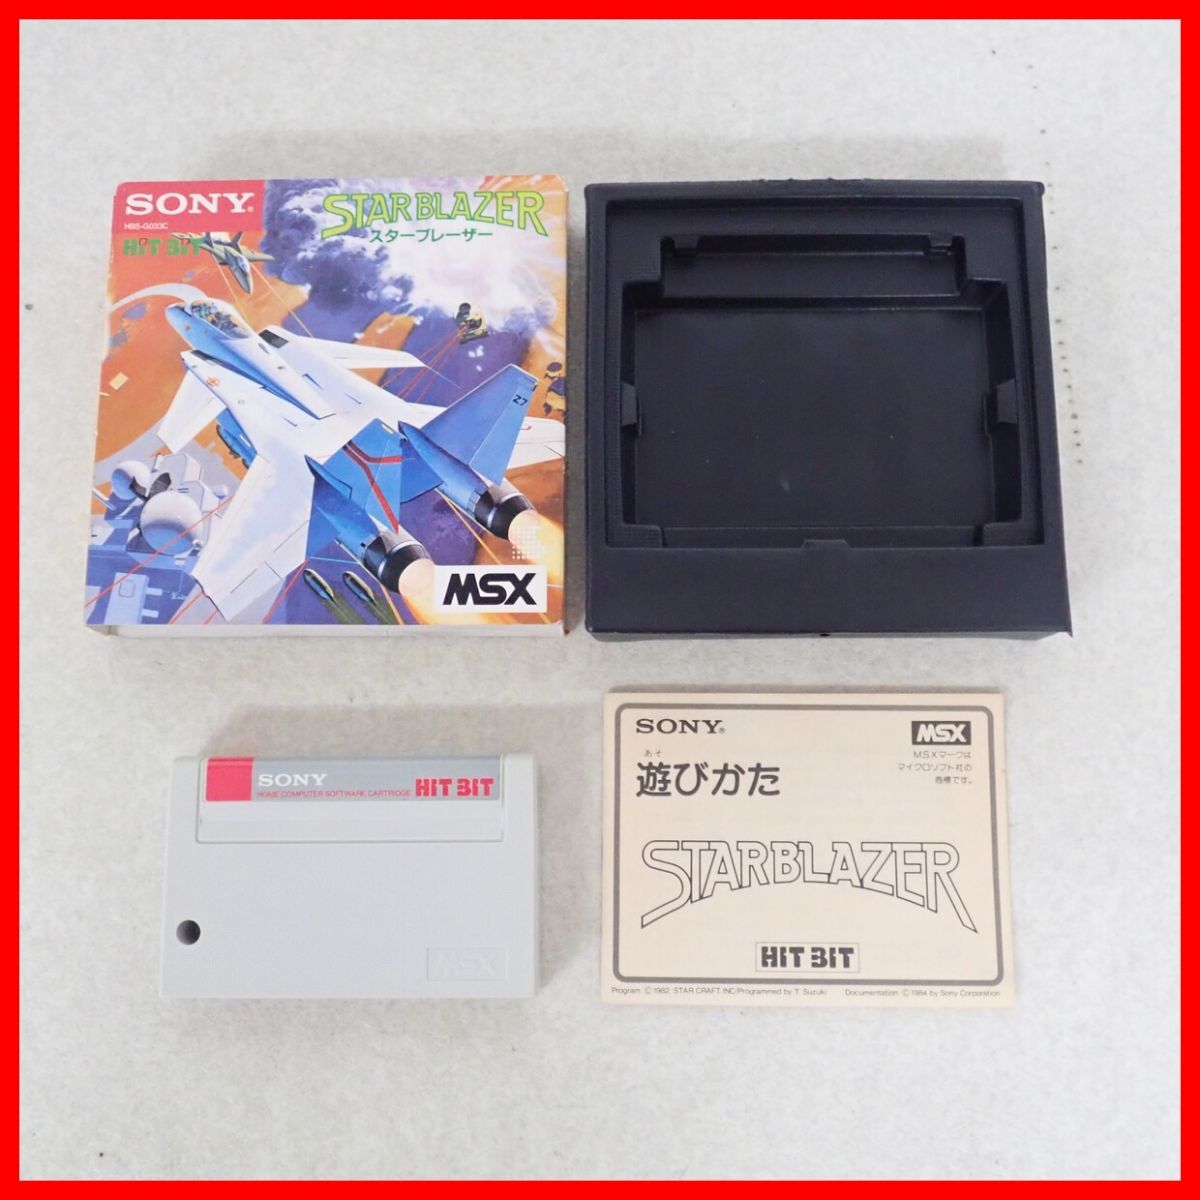 SONY®
HBS-G033C
HiT BiT
STAR BLAZER
スターブレーザー
27
MSX
SONY
HOME COMPUTER SOFTWARE CARTRIDGE HiT BiT
MSX
SONY®
MSX
MSXマークは
マイクロソフト社の
商標です。
あそ
遊びかた
STARBLAZER
HiT BiT
Program © 1982, STAR CRAFT INC/Programmed by T. Suzuki Documentation © 1984 by Sony Corporation